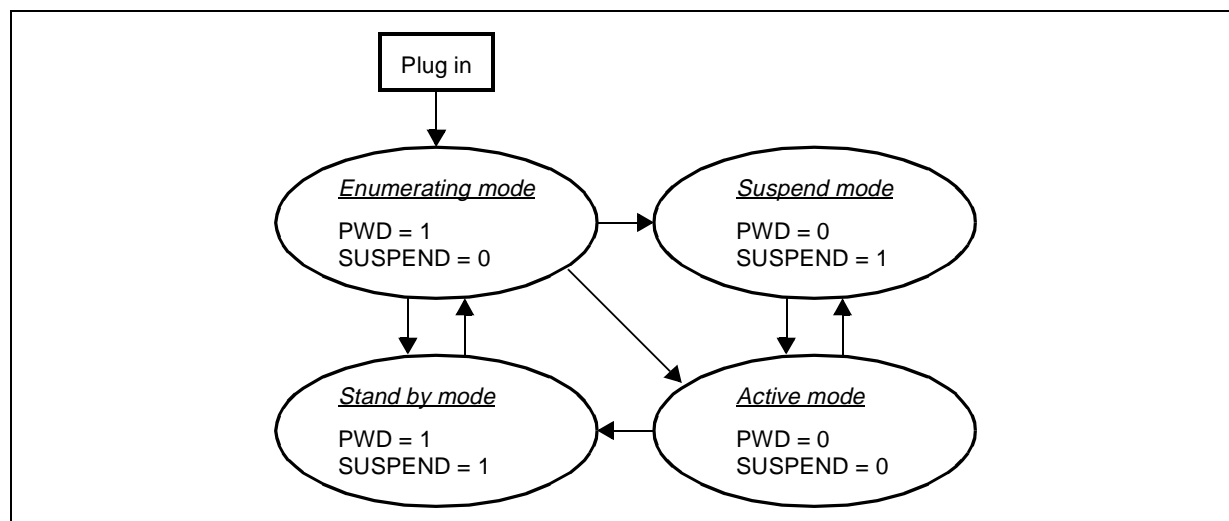 Plug in
Enumerating mode
PWD = 1
SUSPEND = 0
Suspend mode
PWD = 0
SUSPEND = 1
Stand by mode
PWD = 1
SUSPEND = 1
Active mode
PWD = 0
SUSPEND = 0